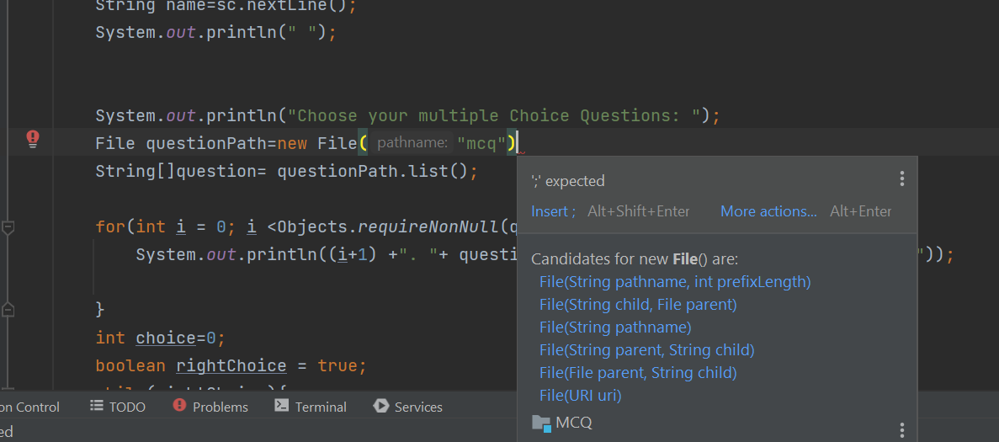 String name=sc.nextLine();
System.out.println(" ");
System.out.println("Choose your multiple Choice Questions: ");
File questionPath=new File( pathname: "mcq")
String[]question= questionPath.list();
';' expected
Insert ; Alt+Shift+Enter More actions... Alt+Enter
for(int i = 0; i <Objects.requireNonNull(q
System.out.println((i+1) +". "+ questi "));
Candidates for new File() are:
File(String pathname, int prefixLength)
File(String child, File parent)
File(String pathname)
File(String parent, String child)
File(File parent, String child)
File(URI uri)
MCQ
}
int choice=0;
boolean rightChoice = true;
on Control TODO Problems Terminal Services
ed